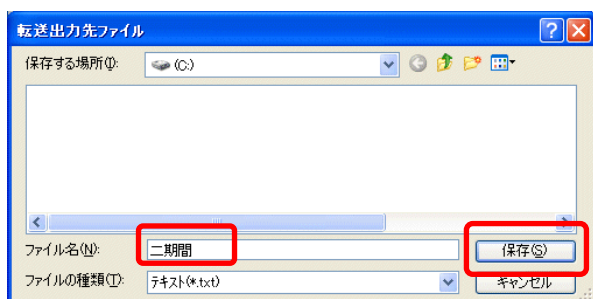 転送出力先ファイル
保存する場所(I): (C:)
ファイル名(N): 二期間 保存(S)
ファイルの種類(T): テキスト(*.txt) キャンセル